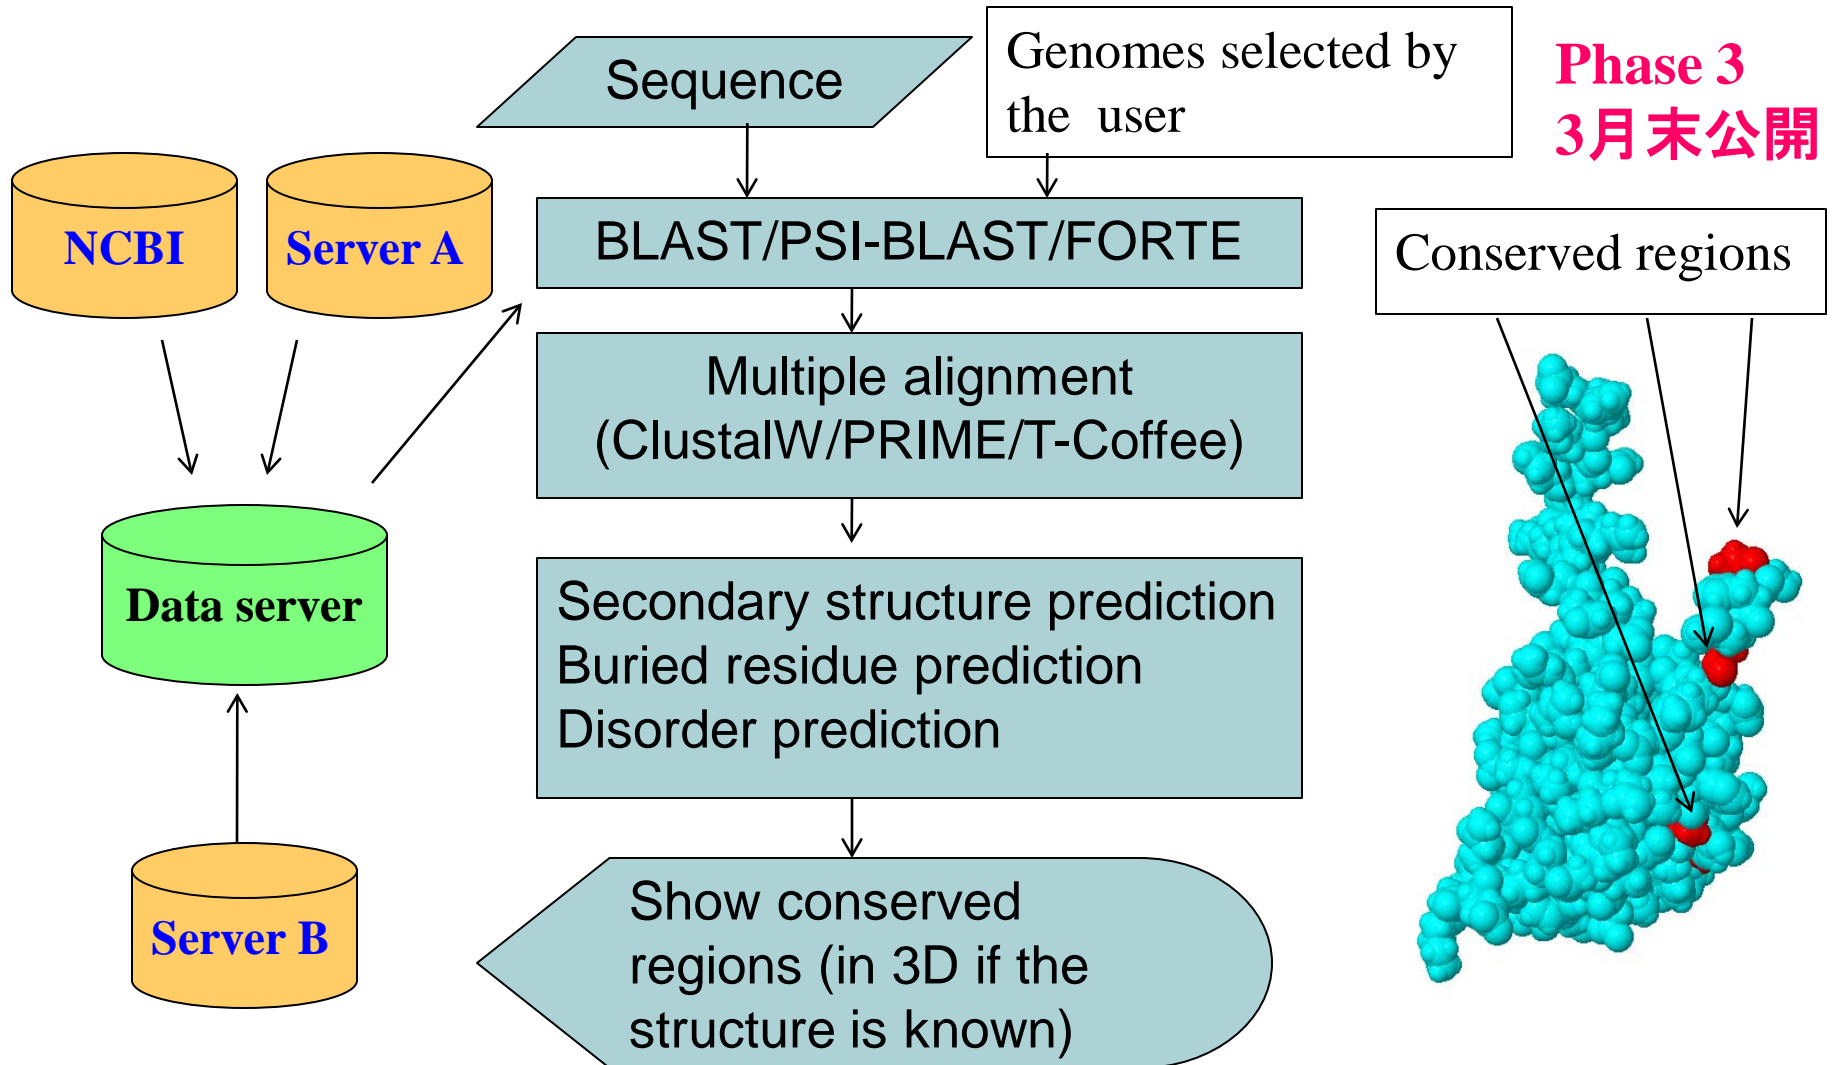 Sequence
Genomes selected by
the user
Phase 3
3月末公開
NCBI
Server A
BLAST/PSI-BLAST/FORTE
Conserved regions
Multiple alignment
(ClustalW/PRIME/T-Coffee)
Data server
Secondary structure prediction
Buried residue prediction
Disorder prediction
Server B
Show conserved
regions (in 3D if the
structure is known)